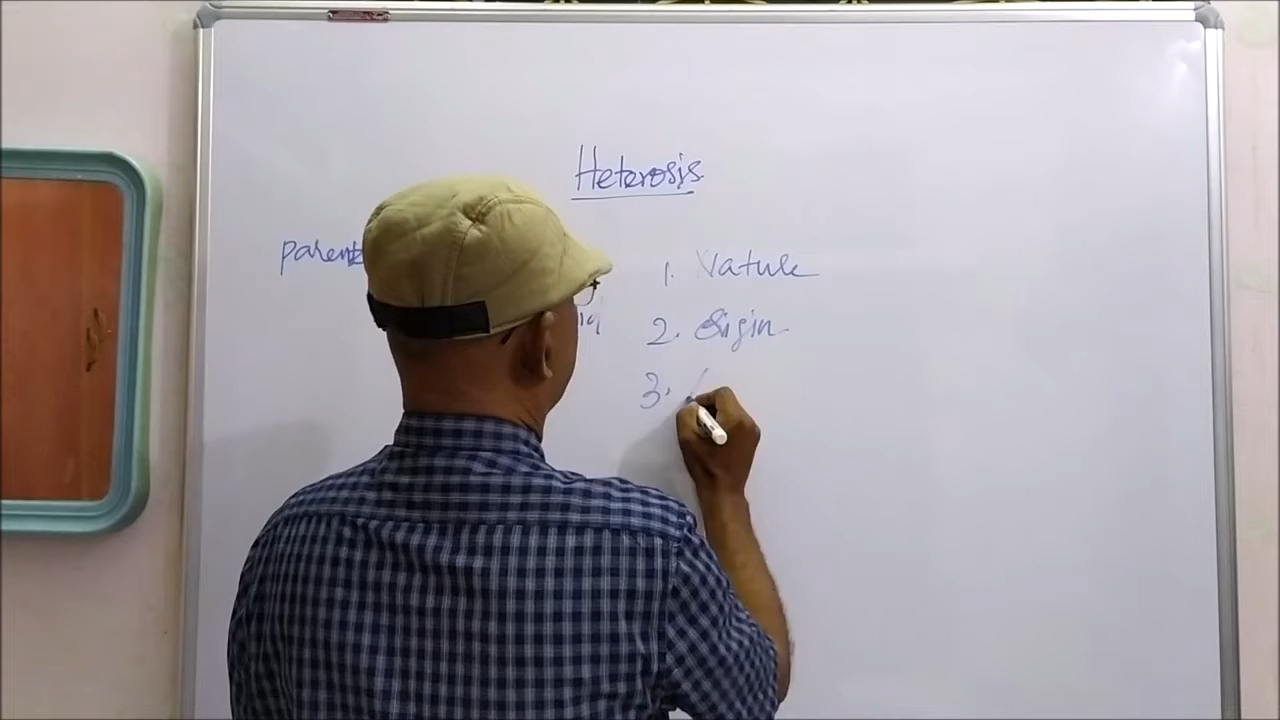 Heterosis
parent
1. Nature
2. Origin
3.